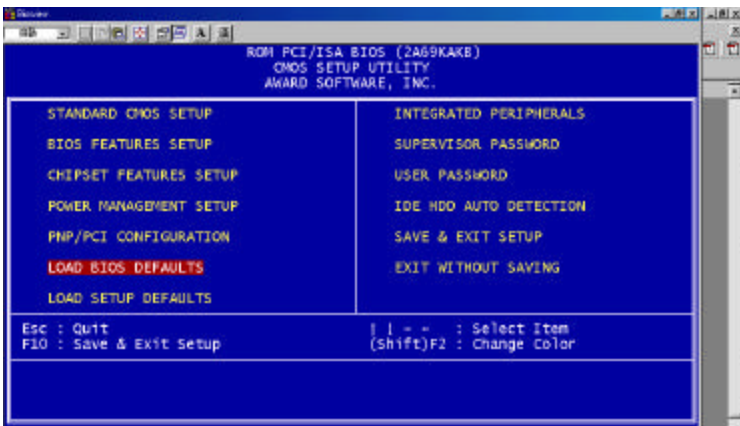 ROM PCI/ISA BIOS (2A69KAKB)
CMOS SETUP UTILITY
AWARD SOFTWARE, INC.
STANDARD CMOS SETUP
BIOS FEATURES SETUP
CHIPSET FEATURES SETUP
POWER MANAGEMENT SETUP
PNP/PCI CONFIGURATION
LOAD BIOS DEFAULTS
LOAD SETUP DEFAULTS
INTEGRATED PERIPHERALS
SUPERVISOR PASSWORD
USER PASSWORD
IDE HDD AUTO DETECTION
SAVE & EXIT SETUP
EXIT WITHOUT SAVING
Esc : Quit
F10 : Save & Exit Setup
: Select Item
(Shift)F2 : Change Color